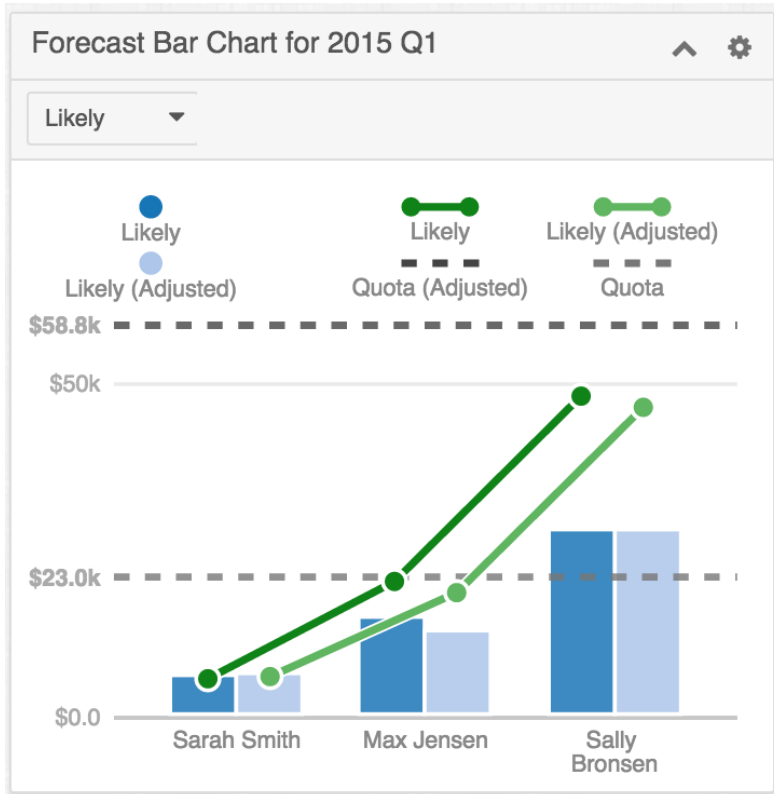 Forecast Bar Chart for 2015 Q1
Likely
Likely
Likely
Likely (Adjusted)
Likely (Adjusted)
Quota (Adjusted)
Quota
$58.8k
$50k
$23.0k
$0.0
Sarah Smith
Max Jensen
Sally
Bronsen